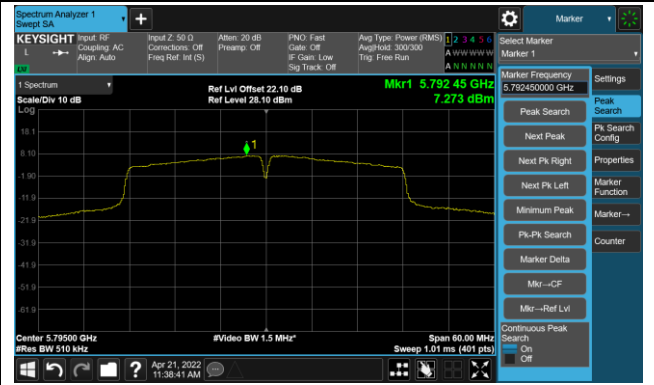 Spectrum Analyzer 1
Swept SA
+
Marker
KEYSIGHT
L
Input: RF
Coupling: AC
Align: Auto
Input Z: 50 Ω
Corrections: Off
Freq Ref: Int (S)
Atten: 20 dB
Preamp: Off
PNO: Fast
Gate: Off
IF Gain: Low
Sig Track: Off
Avg Type: Power (RMS)
Avg|Hold: 300/300
Trig: Free Run
1 2 3 4 5 6
A W W W W W
A N N N N N
Select Marker
Marker 1
1 Spectrum
Scale/Div 10 dB
Log
Ref Lvl Offset 22.10 dB
Ref Level 28.10 dBm
Mkr1 5.792 45 GHz
7.273 dBm
18.1
8.10
-1.90
-11.9
-21.9
-31.9
-41.9
-51.9
-61.9
1
Center 5.79500 GHz
#Res BW 510 kHz
#Video BW 1.5 MHz*
Span 60.00 MHz
Sweep 1.01 ms (401 pts)
Marker Frequency
5.792450000 GHz
Peak Search
Next Peak
Next Pk Right
Next Pk Left
Minimum Peak
Pk-Pk Search
Marker Delta
Mkr→CF
Mkr→Ref Lvl
Continuous Peak
Search
On
Off
Settings
Peak
Search
Pk Search
Config
Properties
Marker
Function
Marker→
Counter
?
Apr 21, 2022
11:38:41 AM